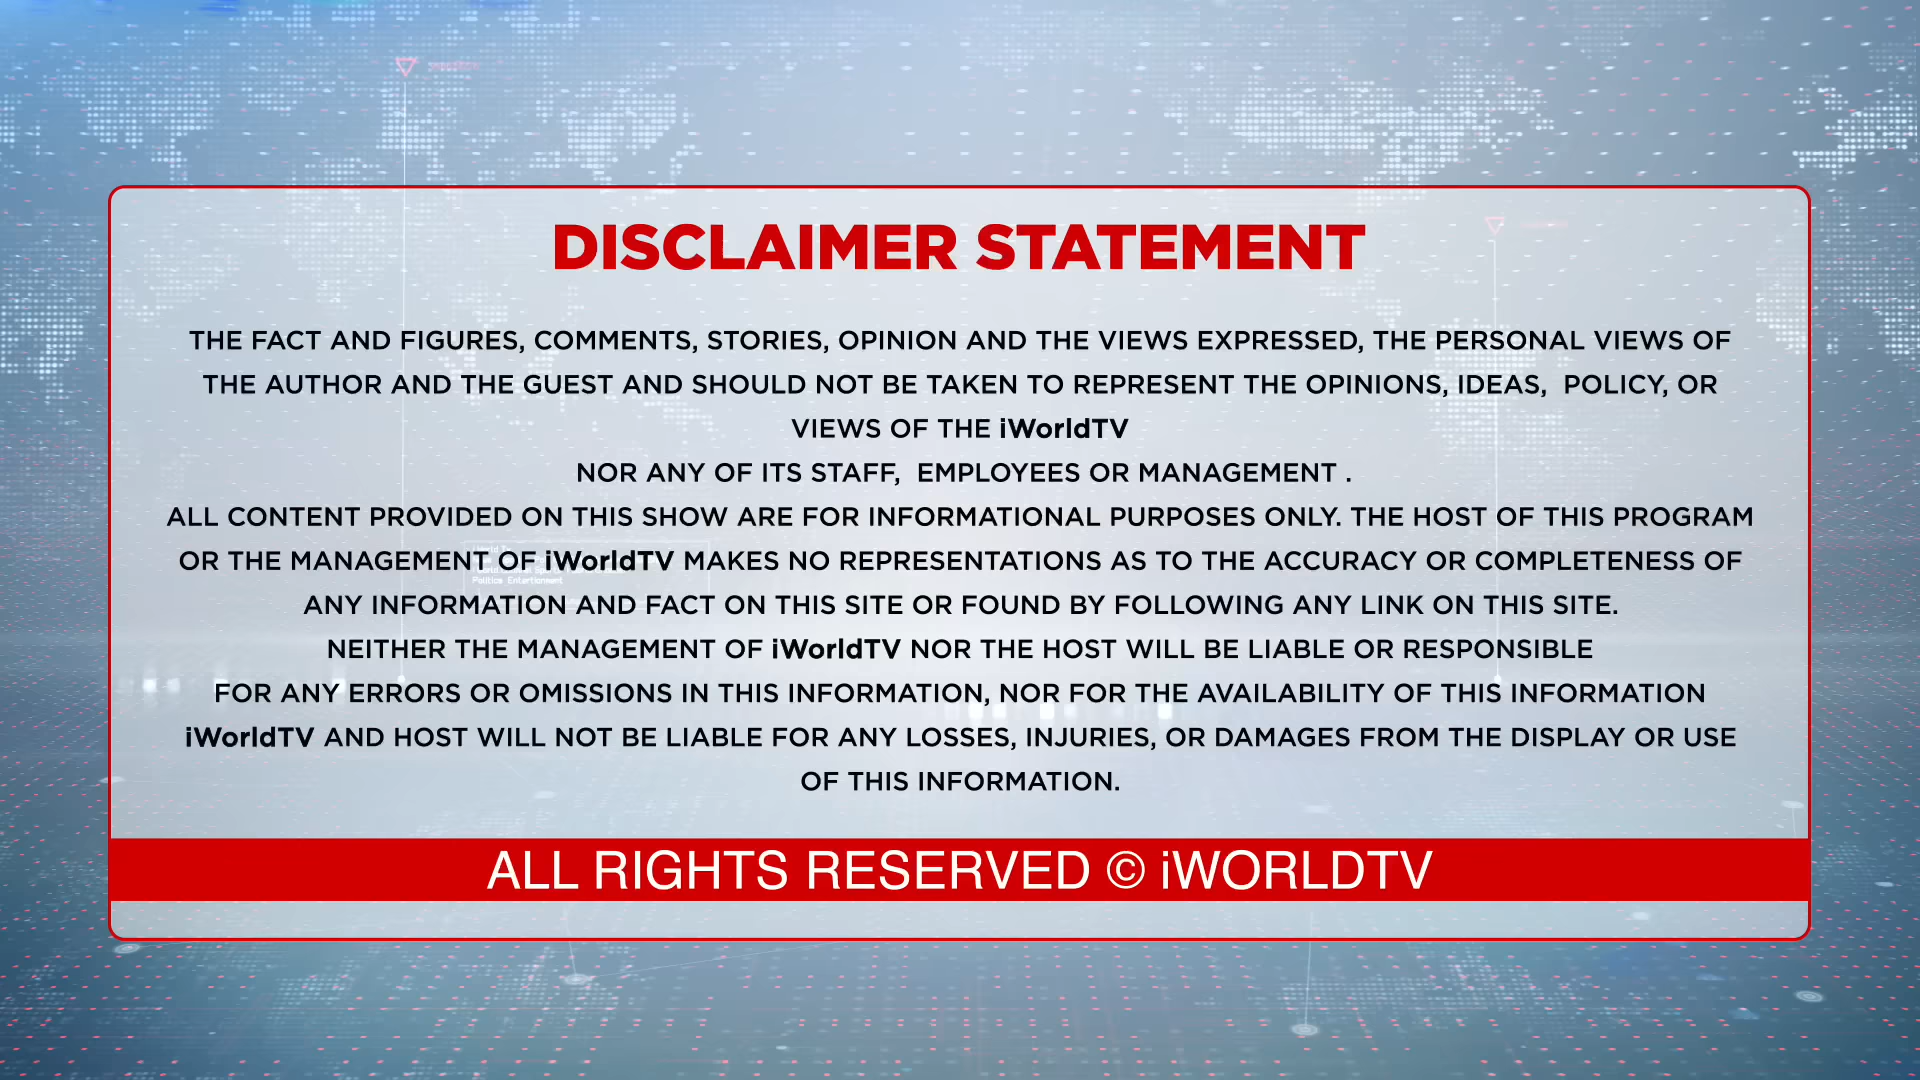 DISCLAIMER STATEMENT
THE FACT AND FIGURES, COMMENTS, STORIES, OPINION AND THE VIEWS EXPRESSED, THE PERSONAL VIEWS OF
THE AUTHOR AND THE GUEST AND SHOULD NOT BE TAKEN TO REPRESENT THE OPINIONS, IDEAS,  POLICY, OR
VIEWS OF THE iWorldTV
NOR ANY OF ITS STAFF,  EMPLOYEES OR MANAGEMENT .
ALL CONTENT PROVIDED ON THIS SHOW ARE FOR INFORMATIONAL PURPOSES ONLY. THE HOST OF THIS PROGRAM
OR THE MANAGEMENT OF iWorldTV MAKES NO REPRESENTATIONS AS TO THE ACCURACY OR COMPLETENESS OF
Politics Entertionment
ANY INFORMATION AND FACT ON THIS SITE OR FOUND BY FOLLOWING ANY LINK ON THIS SITE.
NEITHER THE MANAGEMENT OF iWorldTV NOR THE HOST WILL BE LIABLE OR RESPONSIBLE
FOR ANY ERRORS OR OMISSIONS IN THIS INFORMATION, NOR FOR THE AVAILABILITY OF THIS INFORMATION
iWorldTV AND HOST WILL NOT BE LIABLE FOR ANY LOSSES, INJURIES, OR DAMAGES FROM THE DISPLAY OR USE
OF THIS INFORMATION.
ALL RIGHTS RESERVED © iWORLDTV